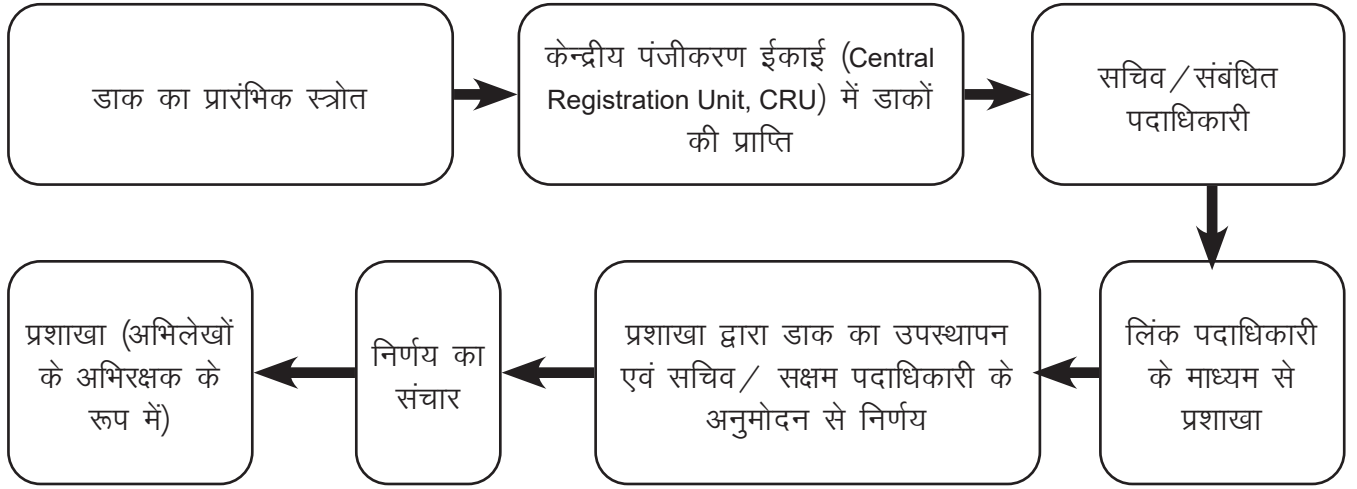 डाक का प्रारंभिक स्त्रोत
केन्द्रीय पंजीकरण ईकाई (Central
Registration Unit, CRU) में डाकों
की प्राप्ति
सचिव/संबंधित
पदाधिकारी
लिंक पदाधिकारी
के माध्यम से
प्रशाखा
प्रशाखा द्वारा डाक का उपस्थापन
एवं सचिव/ सक्षम पदाधिकारी के
अनुमोदन से निर्णय
निर्णय का
संचार
प्रशाखा (अभिलेखों
के अभिरक्षक के
रूप में)